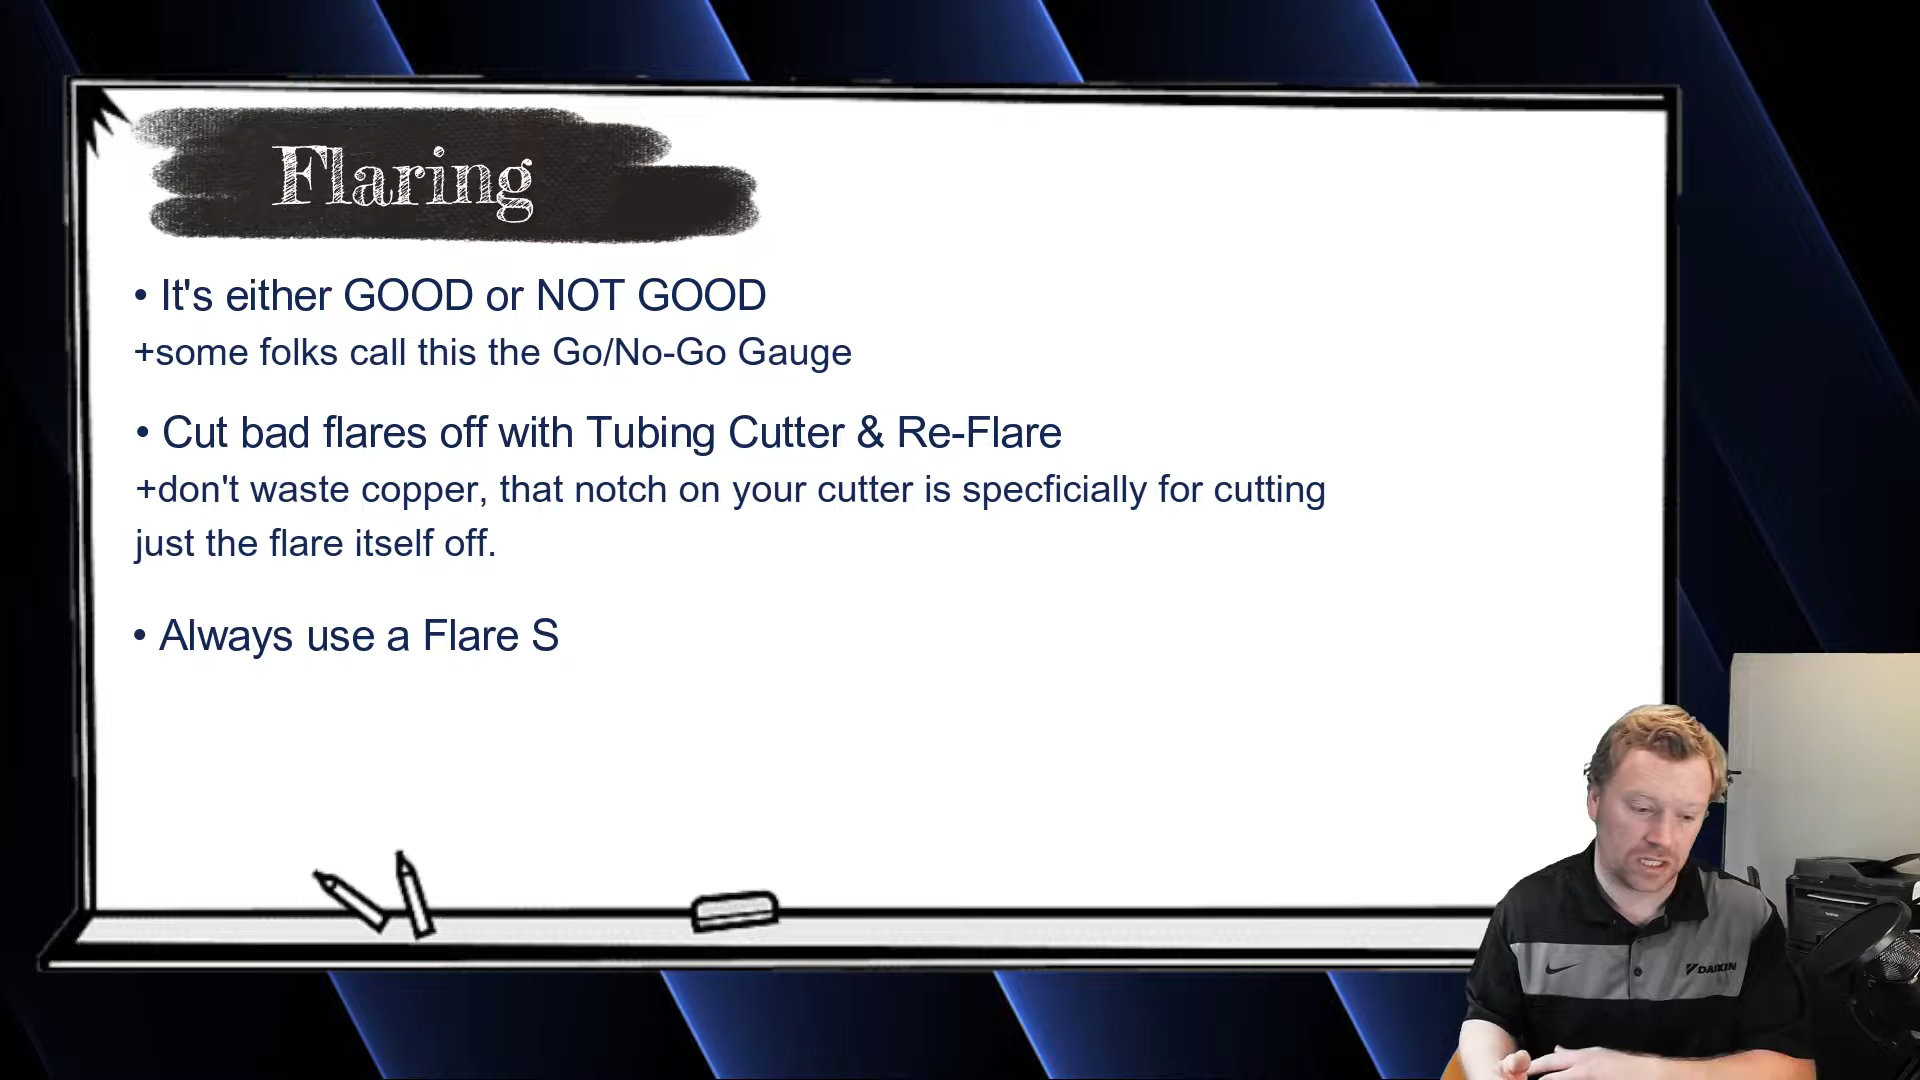 Flaring
• It's either GOOD or NOT GOOD
+some folks call this the Go/No-Go Gauge
• Cut bad flares off with Tubing Cutter & Re-Flare
+don't waste copper, that notch on your cutter is specficially for cutting
just the flare itself off.
• Always use a Flare S
DAIKIN